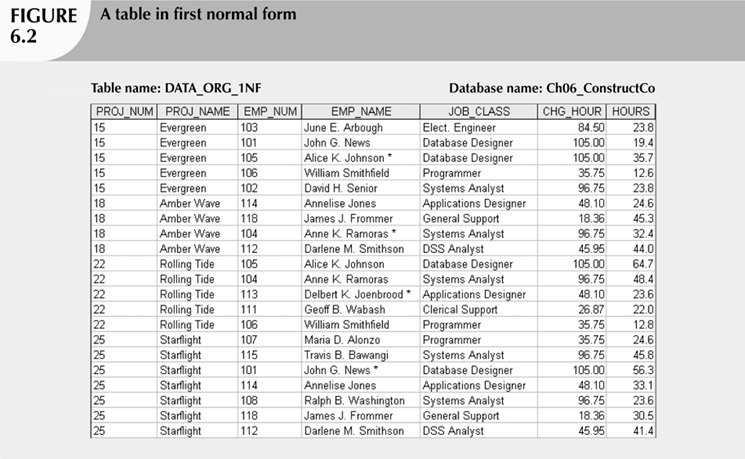 FIGURE 6.2
A table in first normal form
Table name: DATA_ORG_1NF Database name: Ch06_ConstructCo
PROJ_NUM PROJ_NAME EMP_NUM EMP_NAME JOB_CLASS CHG_HOUR HOURS
15 Evergreen 103 June E. Arbough Elect. Engineer 84.50 23.8
15 Evergreen 101 John G. News Database Designer 105.00 19.4
15 Evergreen 105 Alice K. Johnson * Database Designer 105.00 35.7
15 Evergreen 106 William Smithfield Programmer 35.75 12.6
15 Evergreen 102 David H. Senior Systems Analyst 96.75 23.8
18 Amber Wave 114 Annelise Jones Applications Designer 48.10 24.6
18 Amber Wave 118 James J. Frommer General Support 18.36 45.3
18 Amber Wave 104 Anne K. Ramoras * Systems Analyst 96.75 32.4
18 Amber Wave 112 Darlene M. Smithson DSS Analyst 45.95 44.0
22 Rolling Tide 105 Alice K. Johnson Database Designer 105.00 64.7
22 Rolling Tide 104 Anne K. Ramoras Systems Analyst 96.75 48.4
22 Rolling Tide 113 Delbert K. Joenbrood * Applications Designer 48.10 23.6
22 Rolling Tide 111 Geoff B. Wabash Clerical Support 26.87 22.0
22 Rolling Tide 106 William Smithfield Programmer 35.75 12.8
25 Starflight 107 Maria D. Alonzo Programmer 35.75 24.6
25 Starflight 115 Travis B. Bawangi Systems Analyst 96.75 45.8
25 Starflight 101 John G. News * Database Designer 105.00 56.3
25 Starflight 114 Annelise Jones Applications Designer 48.10 33.1
25 Starflight 108 Ralph B. Washington Systems Analyst 96.75 23.6
25 Starflight 118 James J. Frommer General Support 18.36 30.5
25 Starflight 112 Darlene M. Smithson DSS Analyst 45.95 41.4